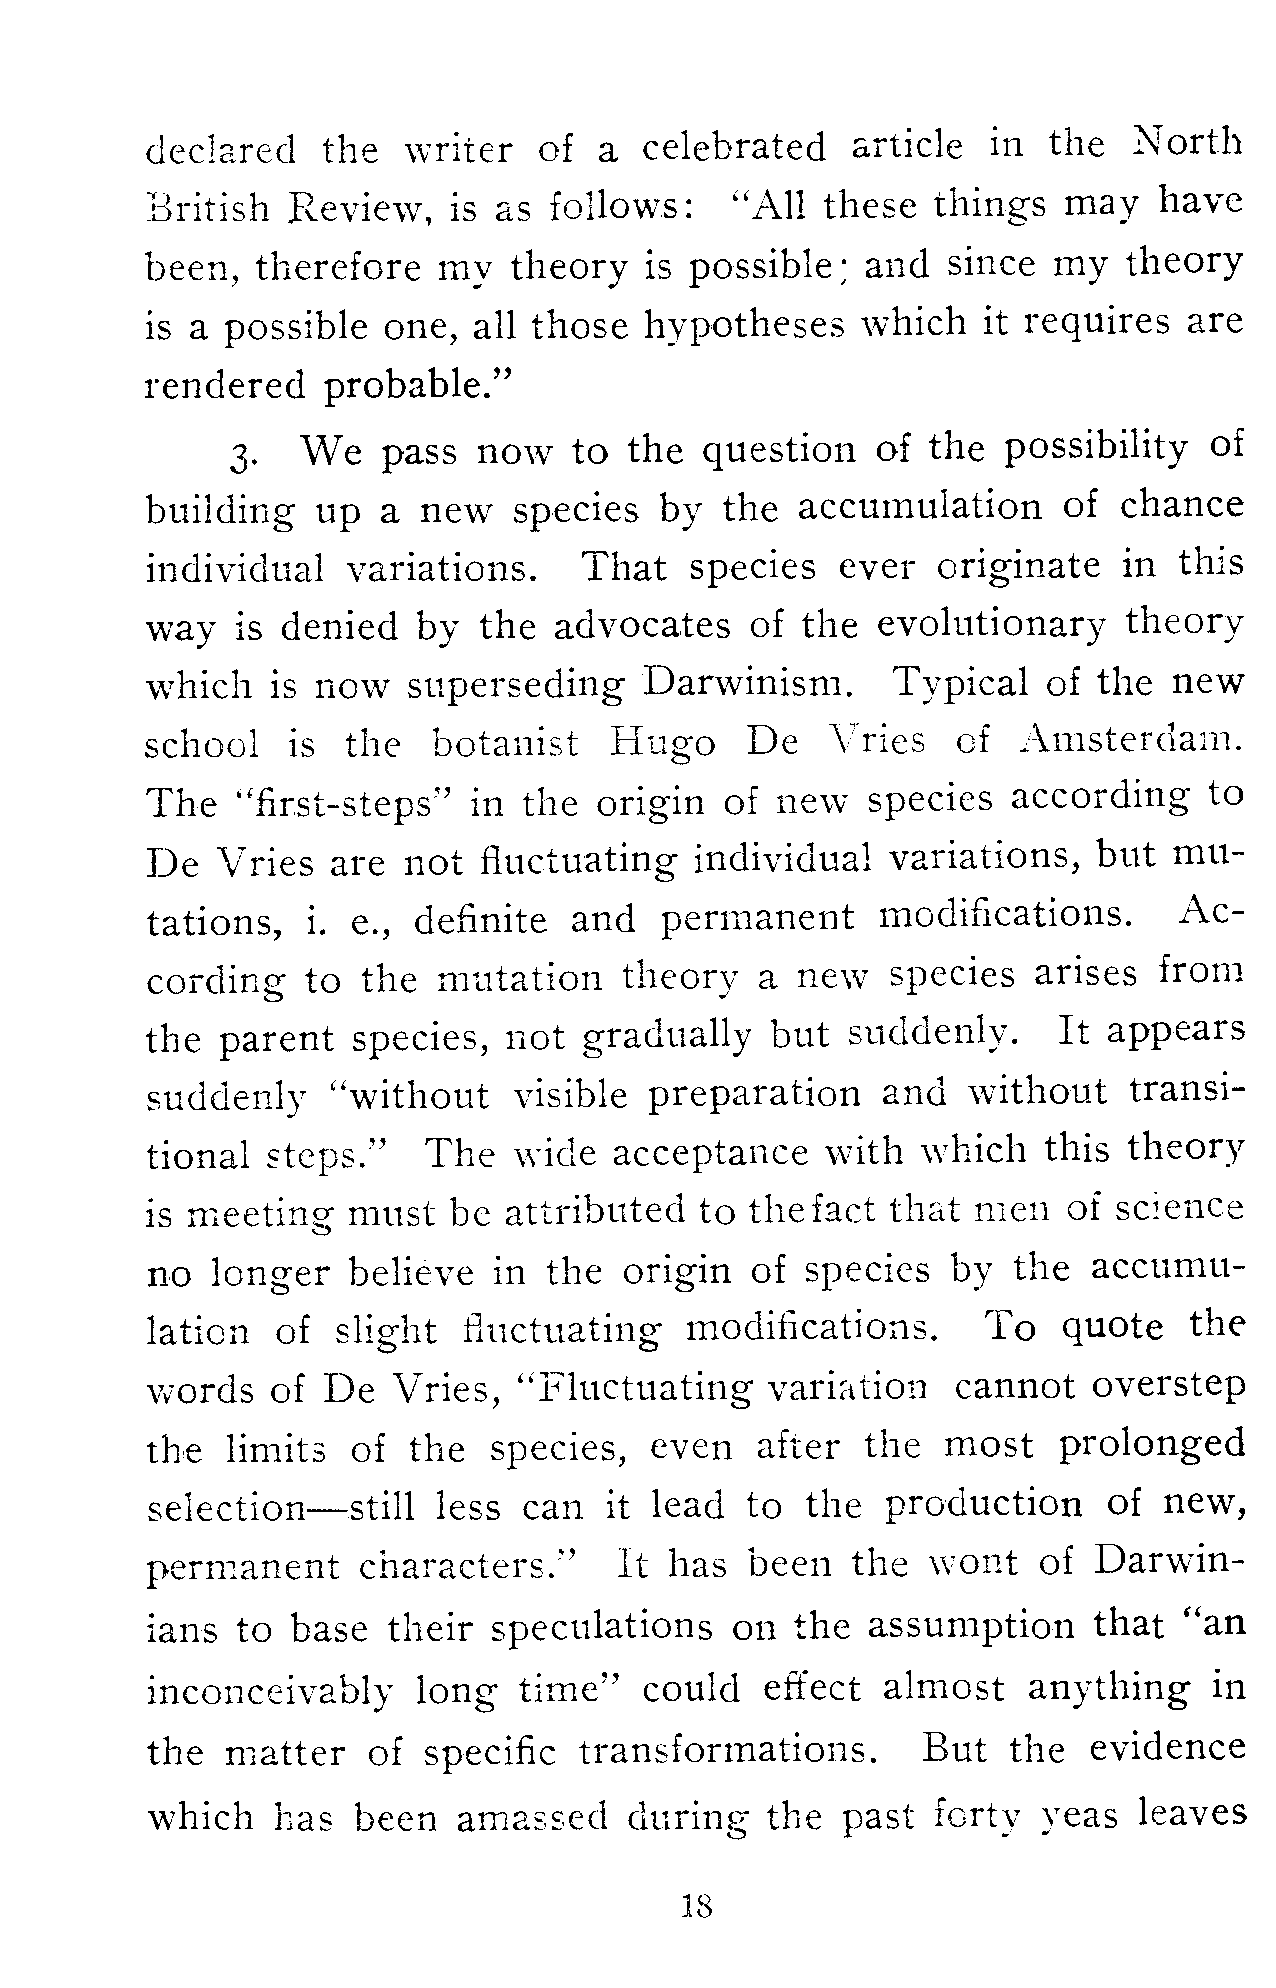 declared the writer of a celebrated article in the North
British Review, is as follows: “All these things may have
been, therefore my theory is possible; and since my theory
is a possible one, all those hypotheses which it requires are
rendered probable.”
3. We pass now to the question of the possibility of
building up a new species by the accumulation of chance
individual variations. That species ever originate in this
way is denied by the advocates of the evolutionary theory
which is now superseding Darwinism. Typical of the new
school is the botanist Hugo De Vries of Amsterdam.
The “first-steps” in the origin of new species according to
De Vries are not fluctuating individual variations, but mu-
tations, i. e., definite and permanent modifications. Ac-
cording to the mutation theory a new species arises from
the parent species, not gradually but suddenly. It appears
suddenly “without visible preparation and without transi-
tional steps.” The wide acceptance with which this theory
is meeting must be attributed to thefact that men of science
no longer believe in the origin of species by the accumu-
lation of slight fluctuating modifications. To quote the
words of De Vries, “Fluctuating variation cannot overstep
the limits of the species, even after the most prolonged
selection—still less can it lead to the production of new,
permanent characters.” It has been the wont of Darwin-
ians to base their speculations on the assumption that “an
inconceivably long time” could effect almost anything in
the matter of specific transformations. But the evidence
which has been amassed during the past forty yeas leaves
18